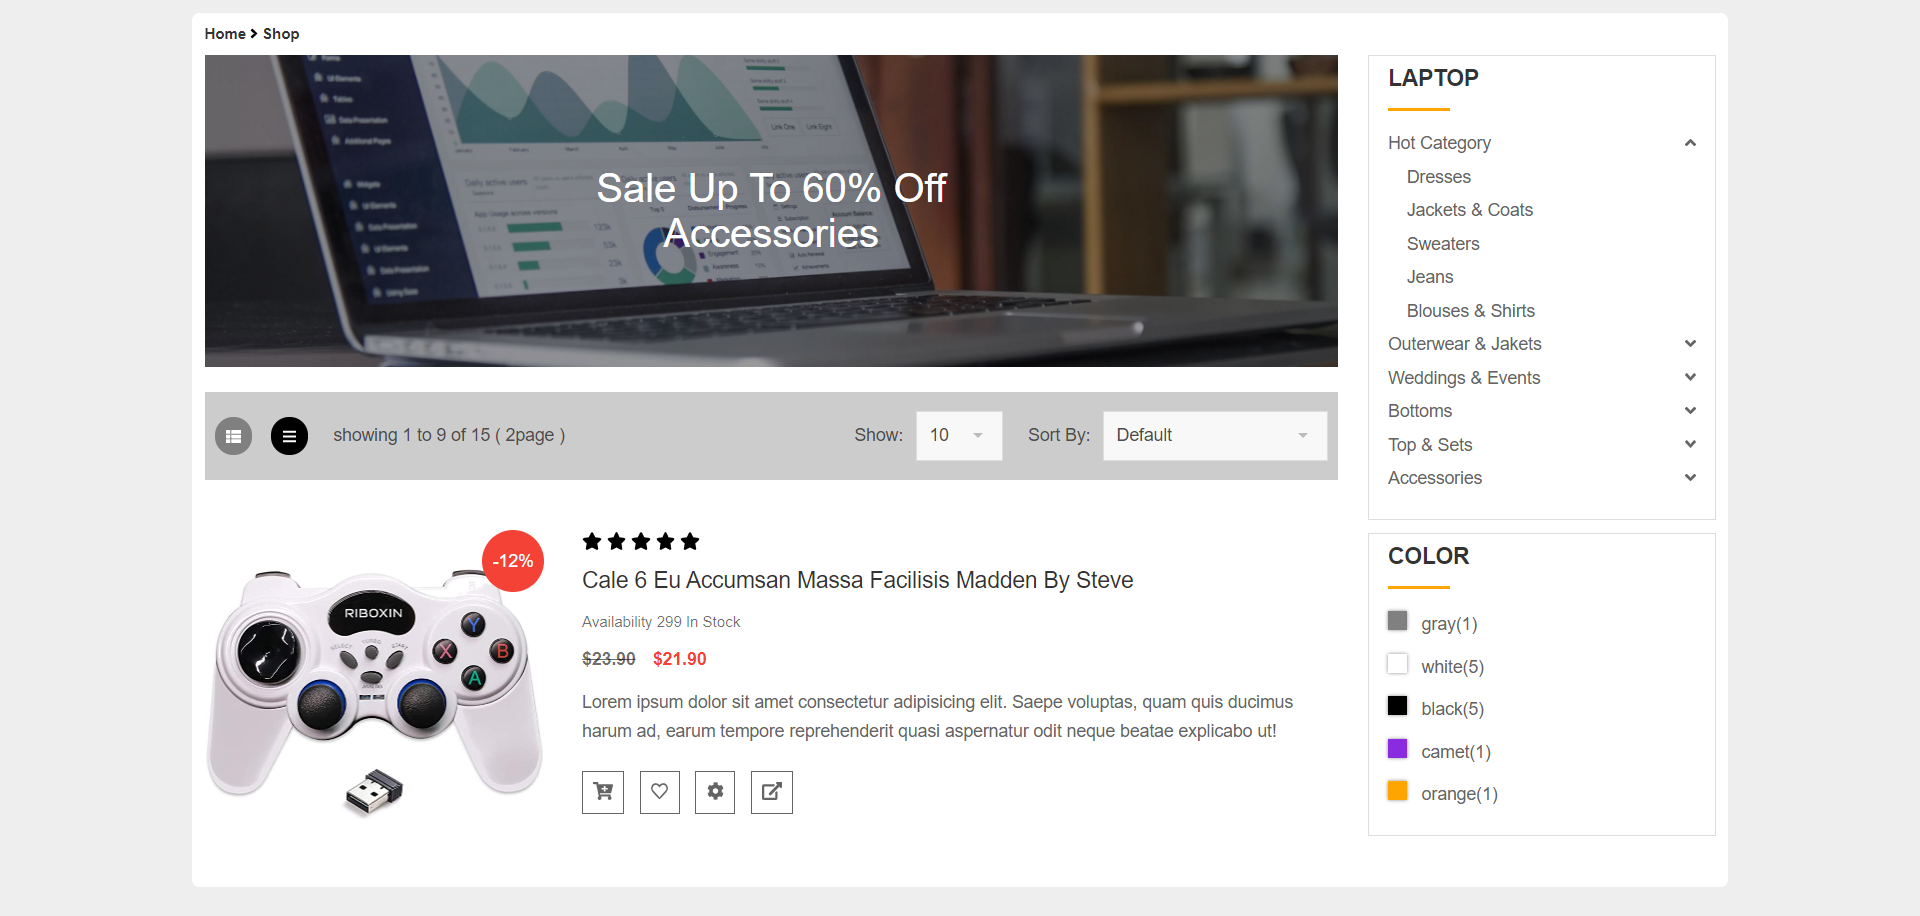 Home > Shop
Sale Up To 60% Off
Accessories
showing 1 to 9 of 15 ( 2page )
Show:
10
Sort By:
Default
-12%
RIBOXIN
SELECT
TURBO
START
Y
X
B
A
Cale 6 Eu Accumsan Massa Facilisis Madden By Steve
Availability 299 In Stock
$23.90 $21.90
Lorem ipsum dolor sit amet consectetur adipisicing elit. Saepe voluptas, quam quis ducimus
harum ad, earum tempore reprehenderit quasi aspernatur odit neque beatae explicabo ut!
LAPTOP
Hot Category
Dresses
Jackets & Coats
Sweaters
Jeans
Blouses & Shirts
Outerwear & Jakets
Weddings & Events
Bottoms
Top & Sets
Accessories
COLOR
gray(1)
white(5)
black(5)
camet(1)
orange(1)